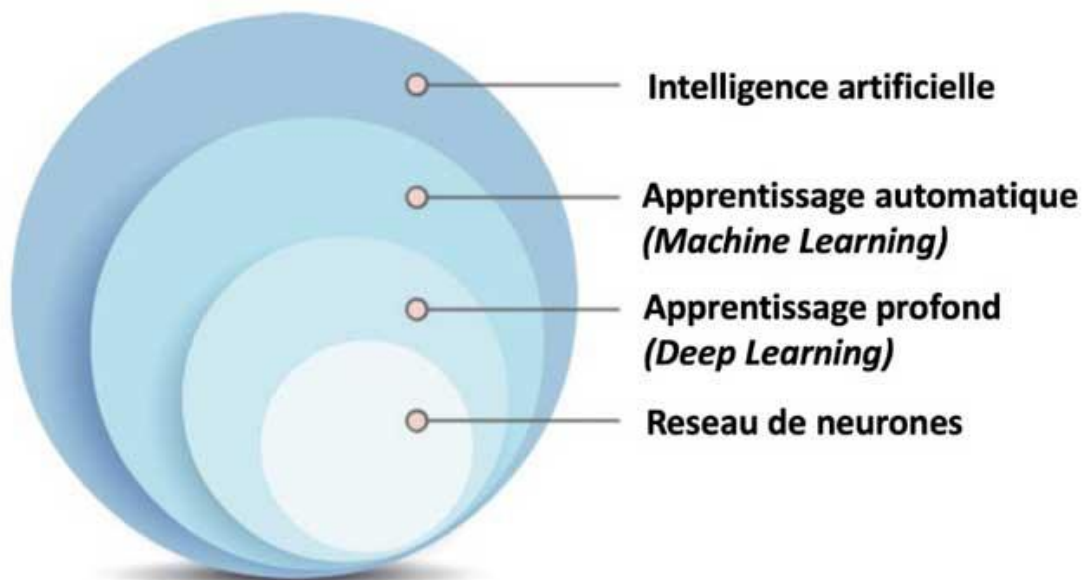 Intelligence artificielle
Apprentissage automatique
(Machine Learning)
Apprentissage profond
(Deep Learning)
Reseau de neurones